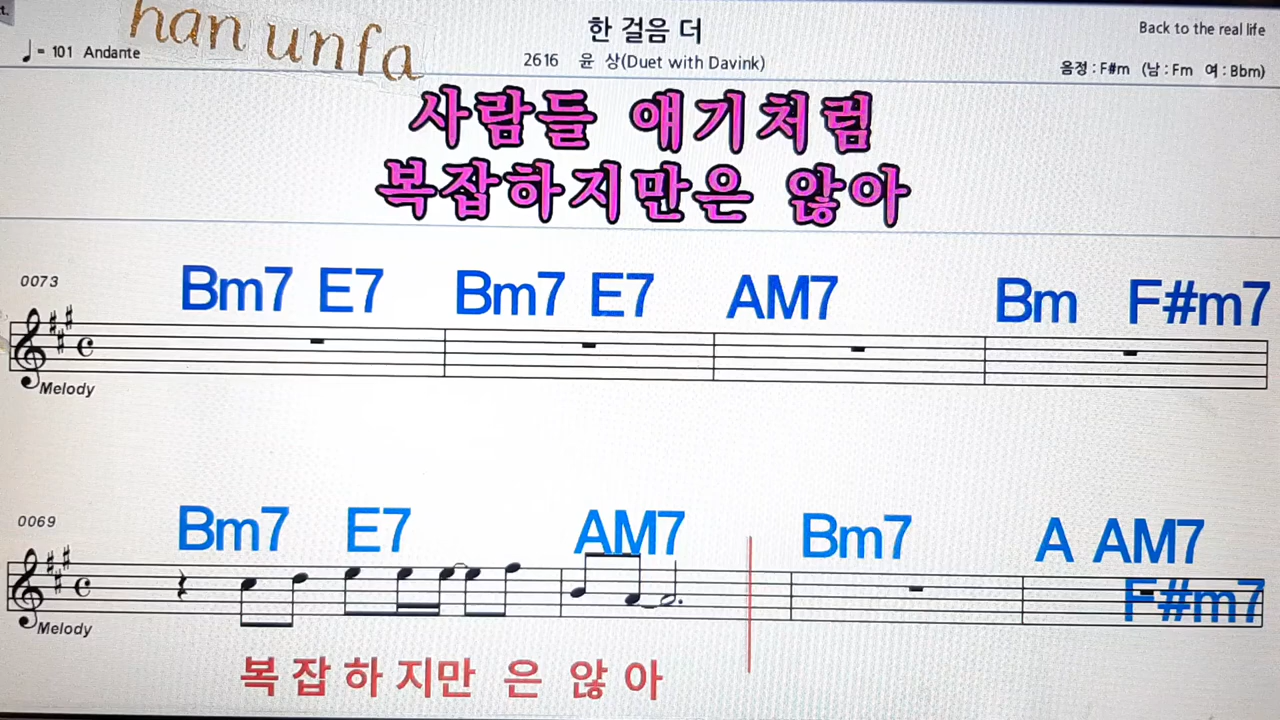 t.
han unfa
한 걸음 더
Back to the real life
♩= 101 Andante
2616 윤 상(Duet with Davink)
음정 : F#m (남 : Fm 여 : Bbm)
사람들 얘기처럼
복잡하지만은 않아
0073
Bm7 E7 Bm7 E7 AM7 Bm F#m7
Melody
0069
Bm7 E7 AM7 Bm7 A AM7
F#m7
Melody
복 잡 하 지만 은 않 아